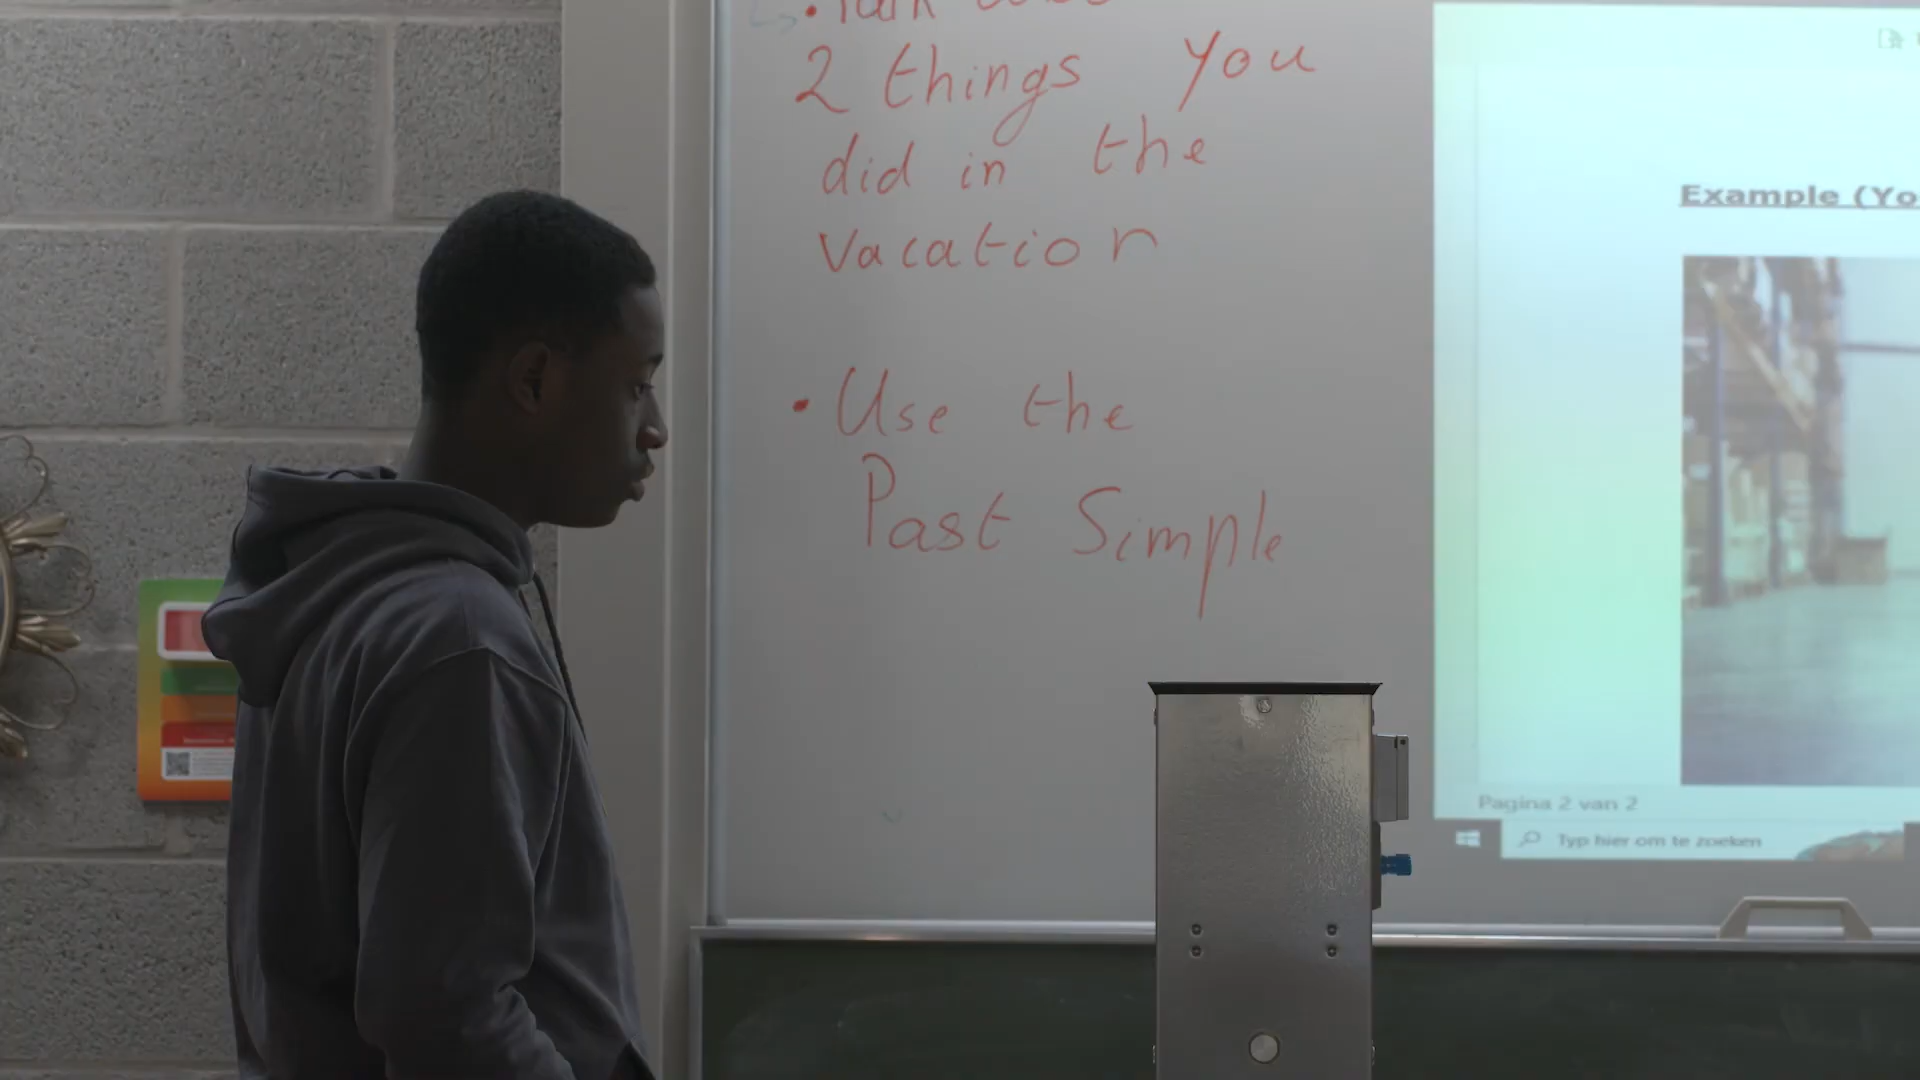 2 things you
did in the
vacation
• Use the
Past Simple
Example (Yo
Pagina 2 van 2
Typ hier om te zoeken